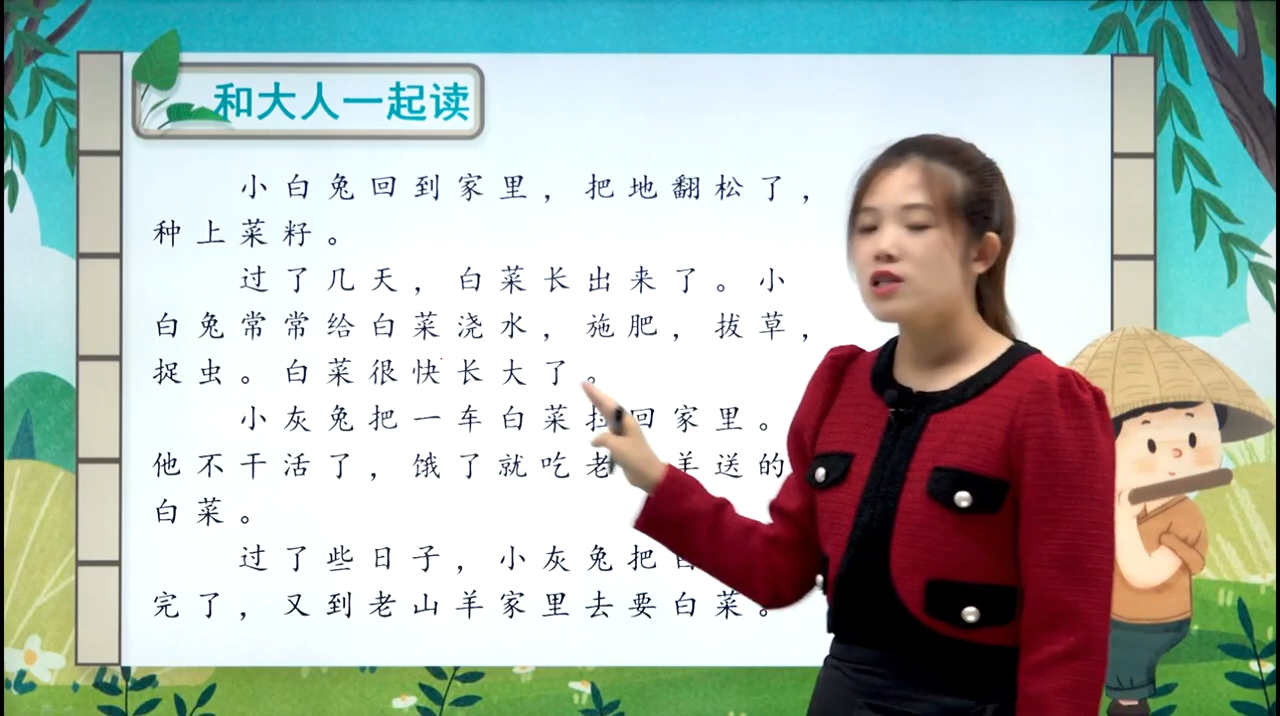 和大人一起读
小白兔回到家里，把地翻松了，
种上菜籽。
过了几天，白菜长出来了。小
白兔常常给白菜浇水，施肥，拔草，
捉虫。白菜很快长大了。
小灰兔把一车白菜拉回家里。
他不干活了，饿了就吃老 羊送的
白菜。
过了些日子，小灰兔把
完了，又到老山羊家里去要白菜。